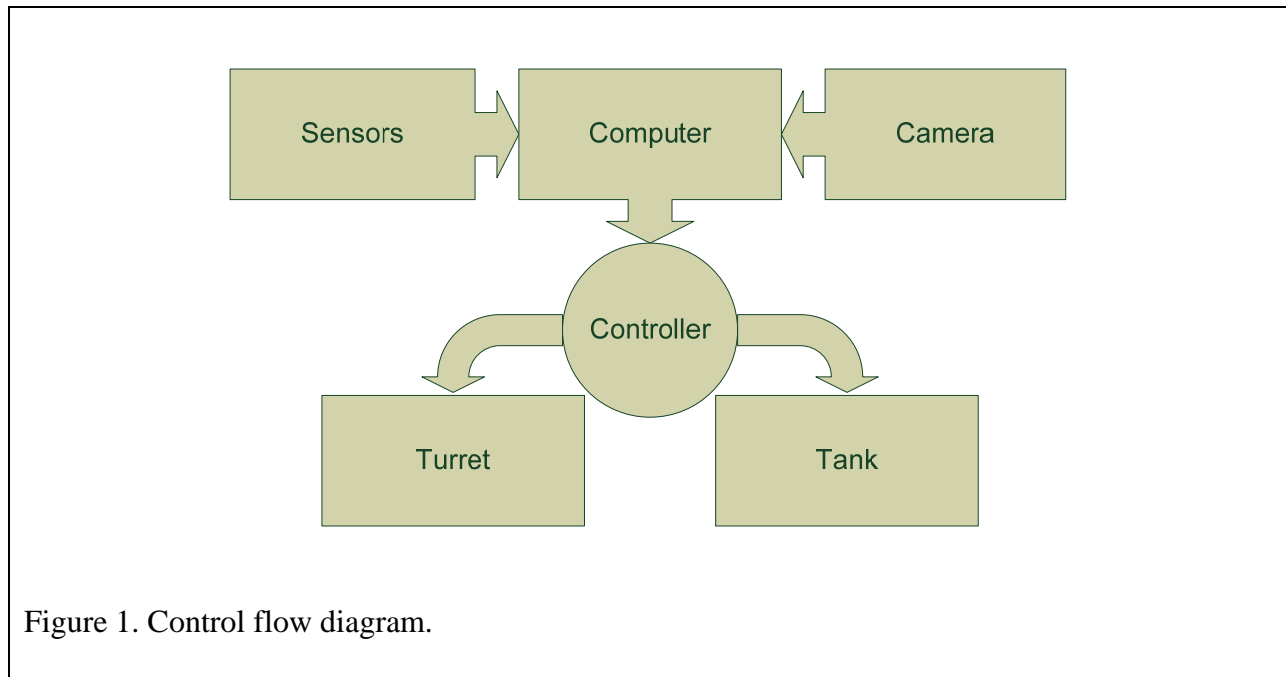 Sensors
Computer
Camera
Controller
Turret
Tank
Figure 1. Control flow diagram.